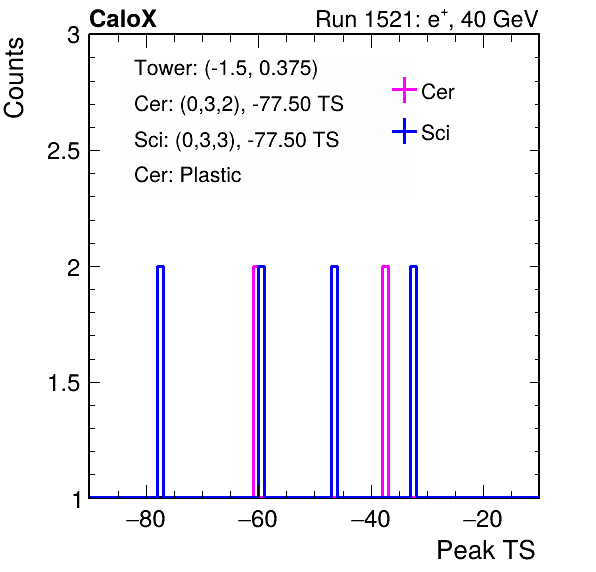 CaloX Run 1521: e+, 40 GeV
Counts
3
2.5
2
1.5
1
Tower: (-1.5, 0.375)
Cer: (0,3,2), -77.50 TS
Sci: (0,3,3), -77.50 TS
Cer: Plastic
Cer
Sci
−80 −60 −40 −20
Peak TS